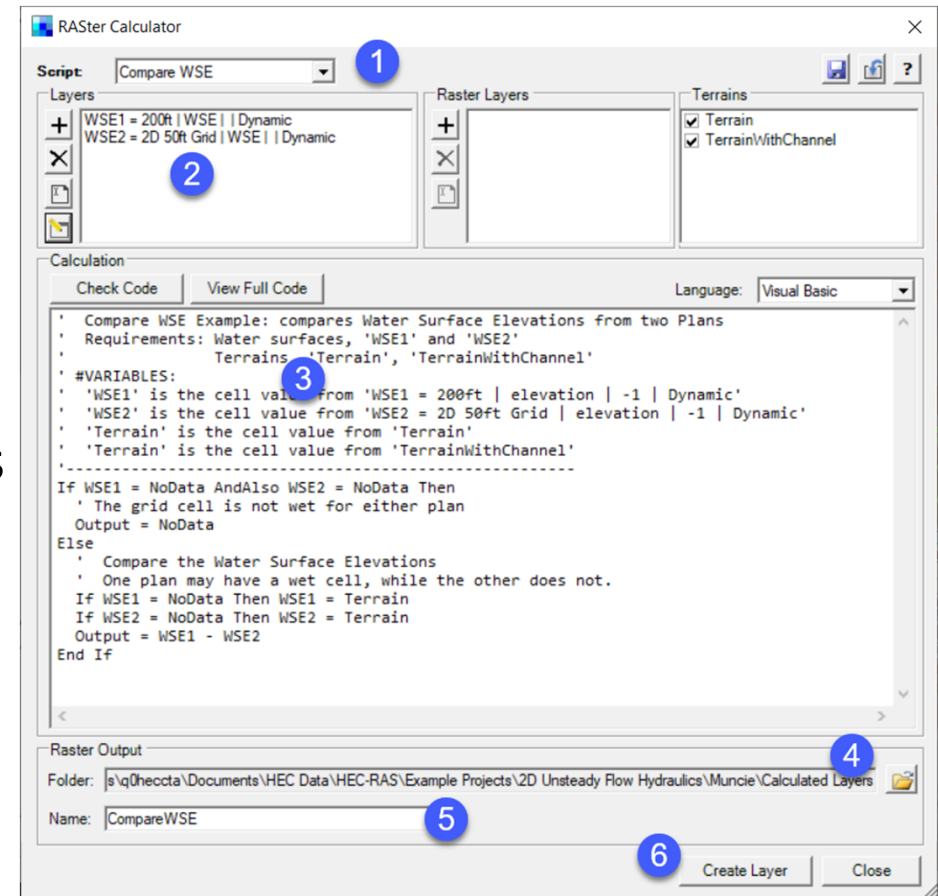 RASter Calculator
Script: Compare WSE
1
?
Layers
WSE1 = 200ft | WSE | | Dynamic
WSE2 = 2D 50ft Grid | WSE | | Dynamic
2
Raster Layers
Terrains
Terrain
TerrainWithChannel
Calculation
Check Code
View Full Code
Language: Visual Basic
'  Compare WSE Example: compares Water Surface Elevations from two Plans
'  Requirements: Water surfaces, 'WSE1' and 'WSE2'
'                Terrains, 'Terrain', 'TerrainWithChannel'
' #VARIABLES:
3
'  'WSE1' is the cell value from 'WSE1 = 200ft | elevation | -1 | Dynamic'
'  'WSE2' is the cell value from 'WSE2 = 2D 50ft Grid | elevation | -1 | Dynamic'
'  'Terrain' is the cell value from 'Terrain'
'  'Terrain' is the cell value from 'TerrainWithChannel'
'-------------------------------------------------------
If WSE1 = NoData AndAlso WSE2 = NoData Then
  ' The grid cell is not wet for either plan
  Output = NoData
Else
  '  Compare the Water Surface Elevations
  '  One plan may have a wet cell, while the other does not.
  If WSE1 = NoData Then WSE1 = Terrain
  If WSE2 = NoData Then WSE2 = Terrain
  Output = WSE1 - WSE2
End If
Raster Output
4
Folder: s\q0heccta\Documents\HEC Data\HEC-RAS\Example Projects\2D Unsteady Flow Hydraulics\Muncie\Calculated Layers
Name: CompareWSE
5
6
Create Layer
Close